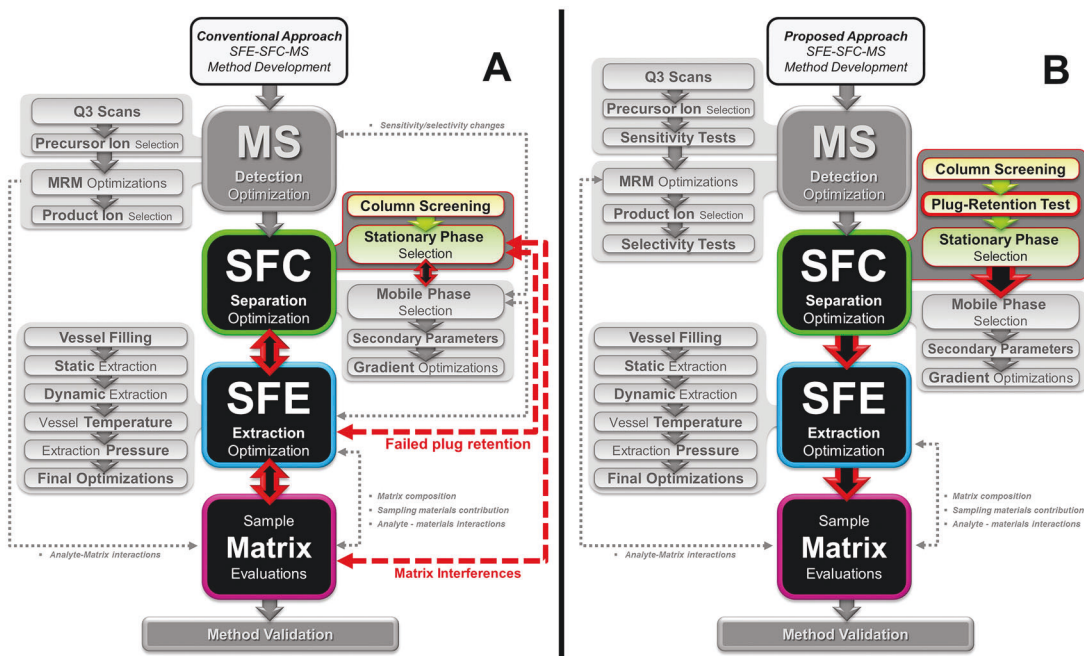 Conventional Approach
SFE-SFC-MS
Method Development
A
Q3 Scans
Precursor Ion Selection
MRM Optimizations
Product Ion Selection
MS
Detection
Optimization
Sensitivity/selectivity changes
Column Screening
Stationary Phase
Selection
SFC
Separation
Optimization
Mobile Phase
Selection
Secondary Parameters
Gradient Optimizations
Vessel Filling
Static Extraction
Dynamic Extraction
Vessel Temperature
Extraction Pressure
Final Optimizations
SFE
Extraction
Optimization
Failed plug retention
Matrix composition
Sampling materials contribution
Analyte - materials interactions
Analyte-Matrix interactions
Sample
Matrix
Evaluations
Matrix Interferences
Method Validation
Proposed Approach
SFE-SFC-MS
Method Development
B
Q3 Scans
Precursor Ion Selection
Sensitivity Tests
MRM Optimizations
Product Ion Selection
Selectivity Tests
MS
Detection
Optimization
Column Screening
Plug-Retention Test
Stationary Phase
Selection
SFC
Separation
Optimization
Mobile Phase
Selection
Secondary Parameters
Gradient Optimizations
Vessel Filling
Static Extraction
Dynamic Extraction
Vessel Temperature
Extraction Pressure
Final Optimizations
SFE
Extraction
Optimization
Matrix composition
Sampling materials contribution
Analyte - materials interactions
Analyte-Matrix interactions
Sample
Matrix
Evaluations
Method Validation